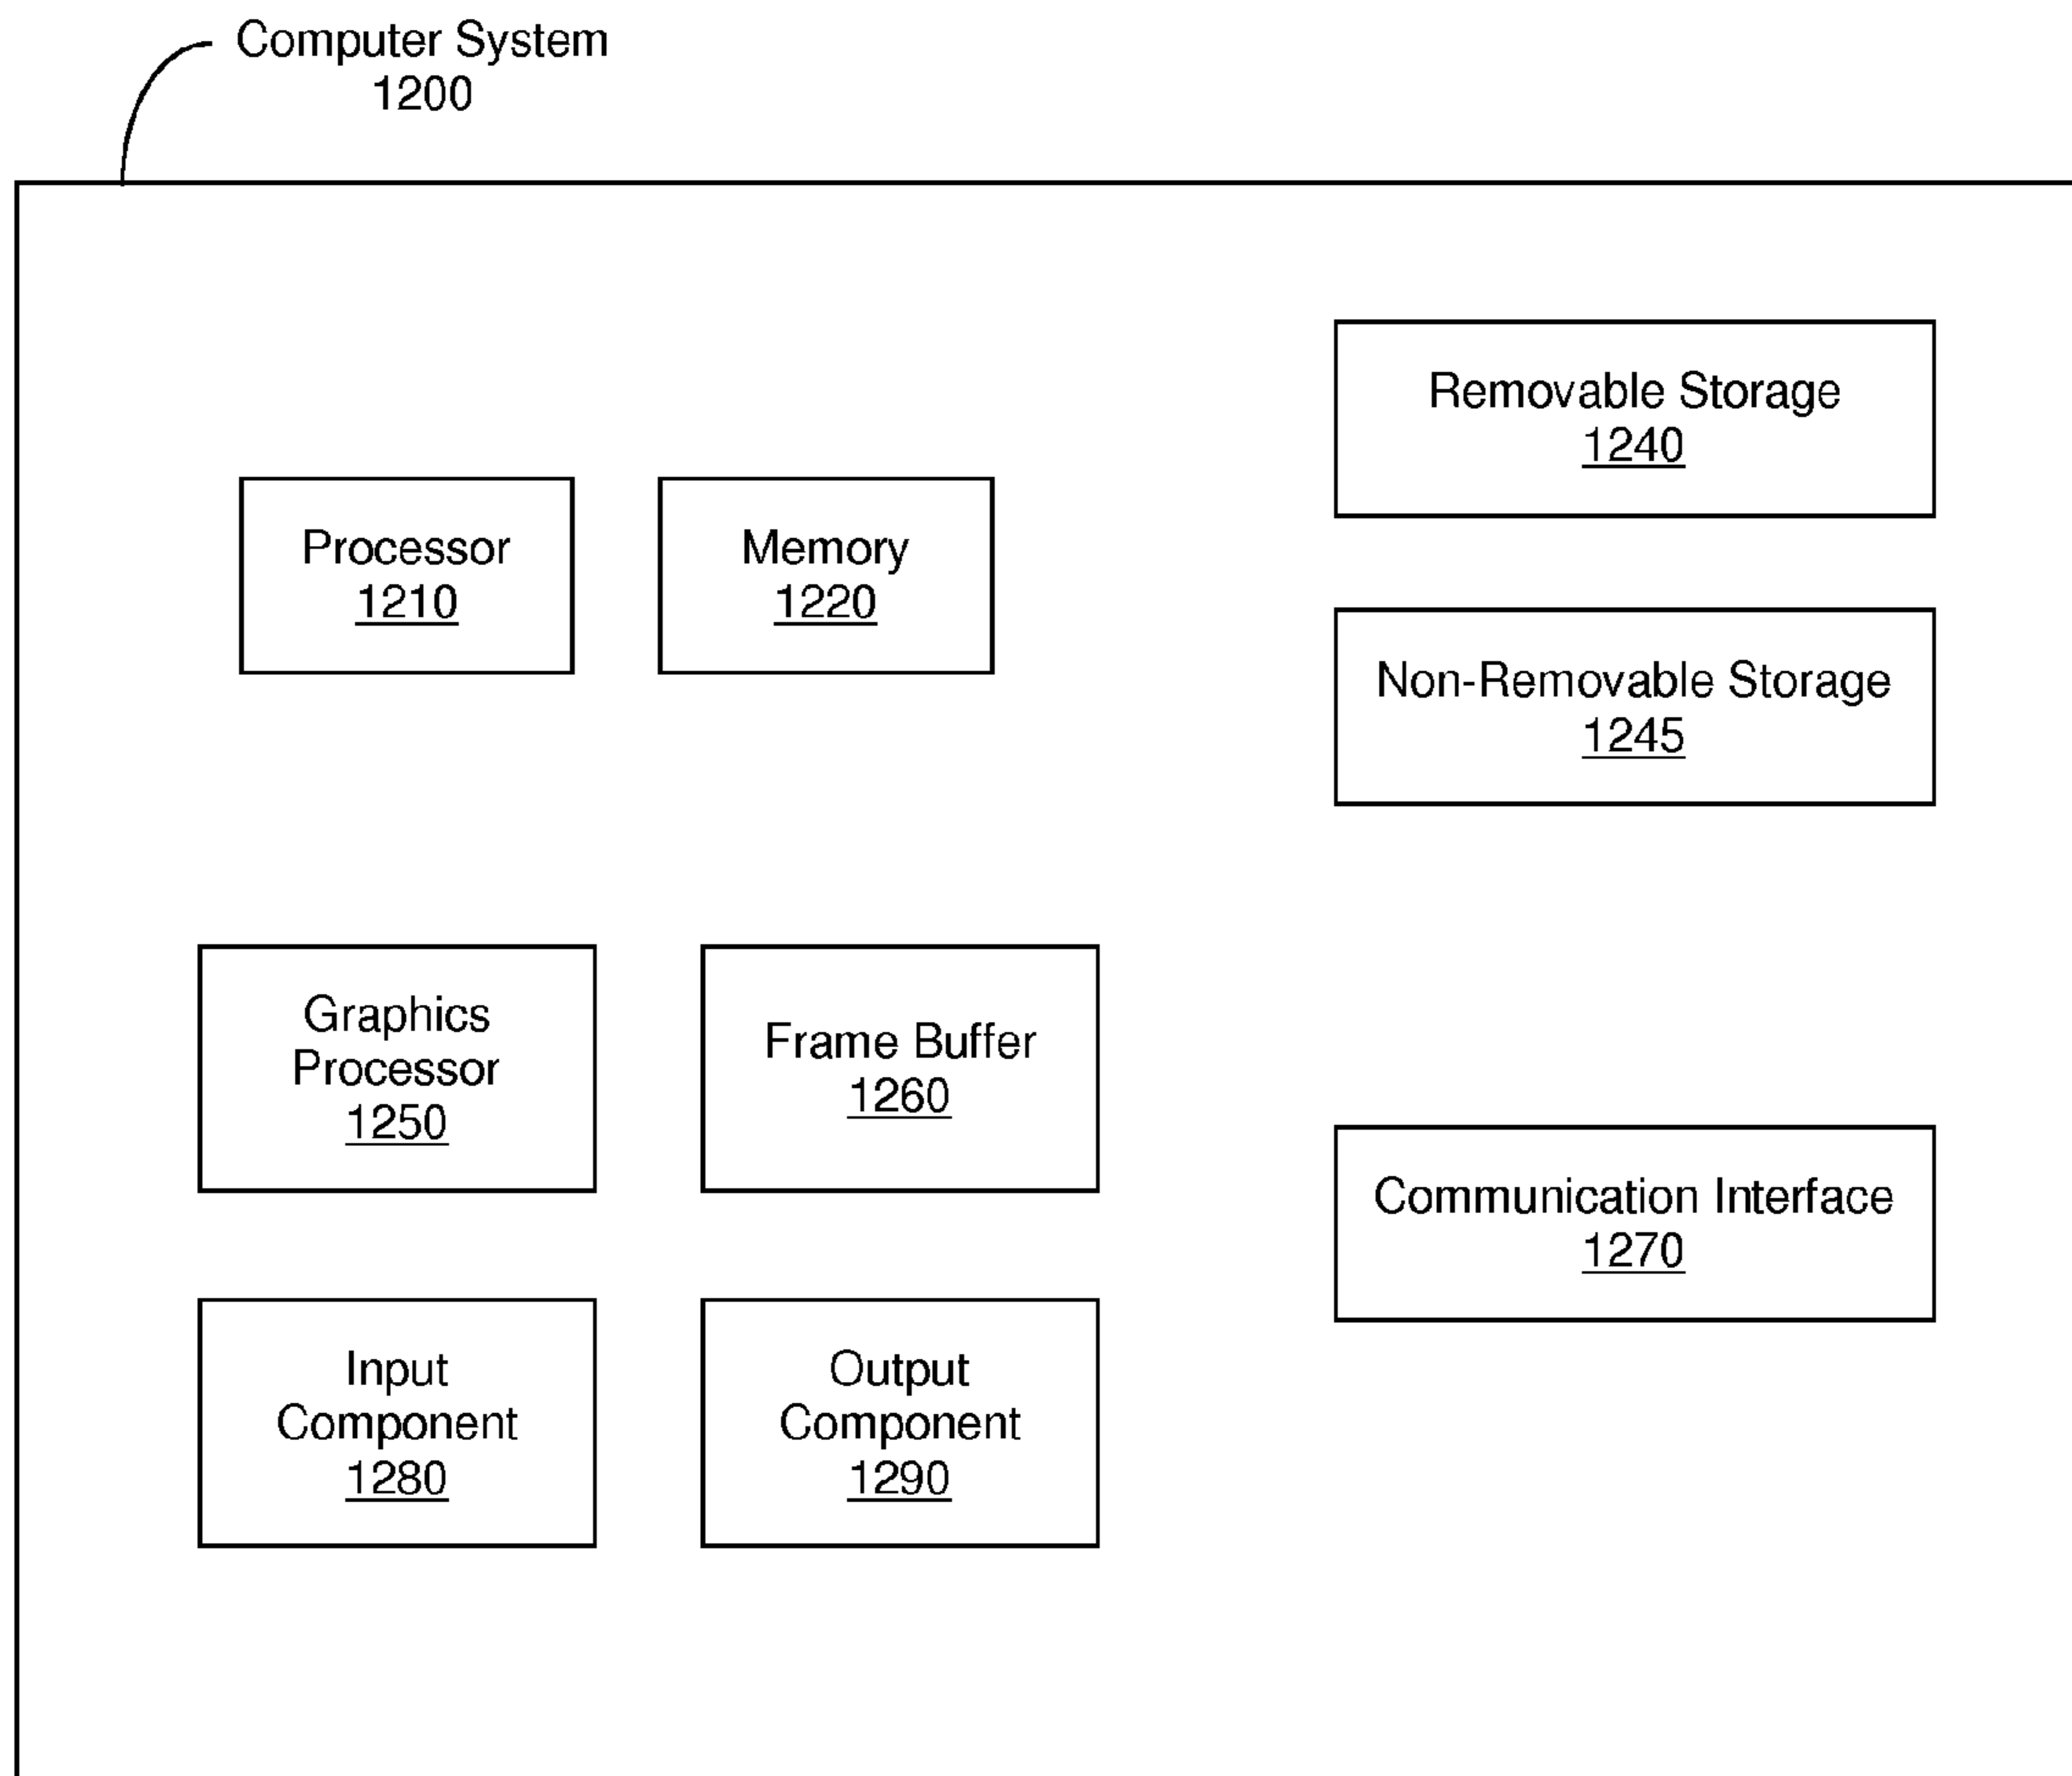 Computer System
1200
Removable Storage
1240
Processor
1210
Memory
1220
Non-Removable Storage
1245
Graphics
Processor
1250
Frame Buffer
1260
Communication Interface
1270
Input
Component
1280
Output
Component
1290